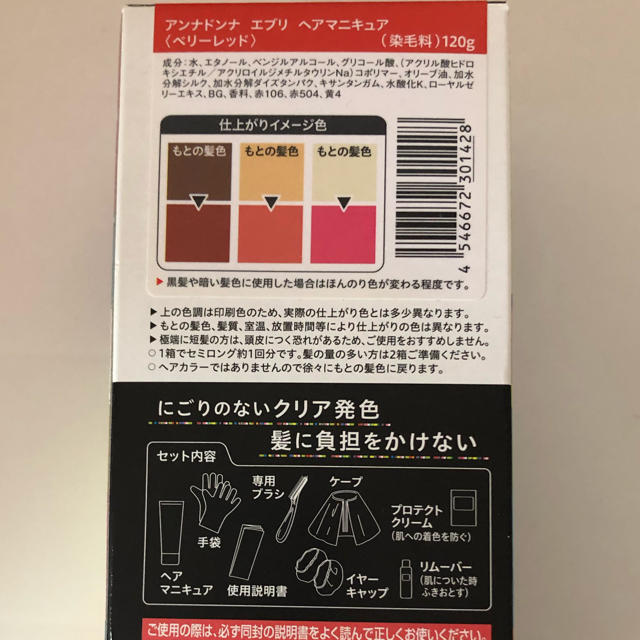 アンナドンナ エブリ ヘアマニキュア
〈ベリーレッド〉 (染毛料)120g
成分:水、エタノール、ベンジルアルコール、グリコール酸、(アクリル酸ヒドロ
キシエチル/アクリロイルジメチルタウリンNa)コポリマー、オリーブ油、加水
分解シルク、加水分解ダイズタンパク、キサンタンガム、水酸化K、ローヤルゼ
リーエキス、BG、香料、赤106、赤504、黄4
仕上がりイメージ色
もとの髪色 もとの髪色 もとの髪色
4 546672 301428
▶黒髪や暗い髪色に使用した場合はほんのり色が変わる程度です。
▶上の色調は印刷色のため、実際の仕上がり色とは多少異なります。
▶もとの髪色、髪質、室温、放置時間等により仕上がりの色は異なります。
▶極端に短髪の方は、頭皮につく恐れがあるため、ご使用をおすすめしません。
○1箱でセミロング約1回分です。髪の量の多い方は2箱ご準備ください。
○ヘアカラーではありませんので徐々にもとの髪色に戻ります。
にごりのないクリア発色
髪に負担をかけない
セット内容
専用
ブラシ
ケープ
プロテクト
クリーム
(肌への着色を防ぐ)
手袋
ヘア
マニキュア
使用説明書
イヤー
キャップ
リムーバー
(肌についた時
ふきおとす)
ご使用の際は、必ず同封の説明書をよく読んで正しくお使いください。